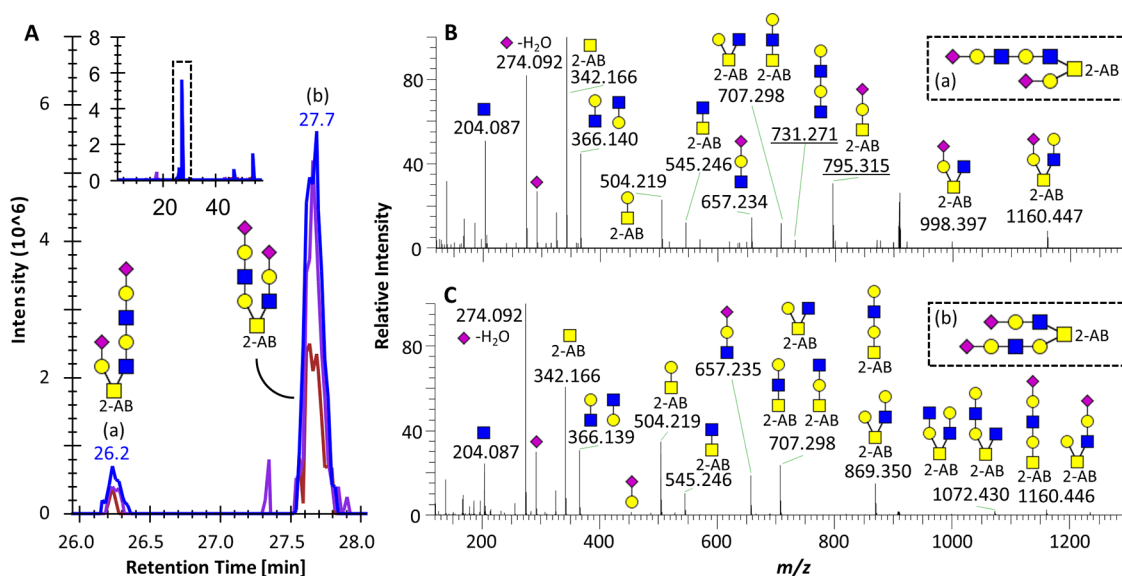 A
Intensity (10^6)
8
6
4
2
0
20
40
6
4
2
0
(a)
26.2
2-AB
(b)
27.7
2-AB
26.0
26.5
27.0
27.5
28.0
Retention Time [min]
B
Relative Intensity
80
40
0
-H₂O
274.092
2-AB
342.166
204.087
366.140
504.219
2-AB
2-AB
545.246
657.234
2-AB
2-AB
707.298
731.271
2-AB
795.315
2-AB
998.397
2-AB
1160.447
(a)
2-AB
C
80
40
0
274.092
-H₂O
2-AB
342.166
204.087
366.139
2-AB
504.219
2-AB
545.246
657.235
2-AB
2-AB
2-AB
707.298
2-AB
2-AB
869.350
2-AB
2-AB
1072.430
2-AB
2-AB
1160.446
(b)
2-AB
200
400
600
800
1000
1200
m/z